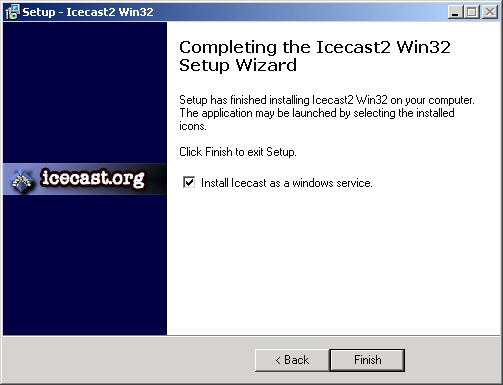 Setup - Icecast2 Win32
Completing the Icecast2 Win32
Setup Wizard
Setup has finished installing Icecast2 Win32 on your computer.
The application may be launched by selecting the installed
icons.
Click Finish to exit Setup.
icecast.org
Install Icecast as a windows service.
< Back
Finish